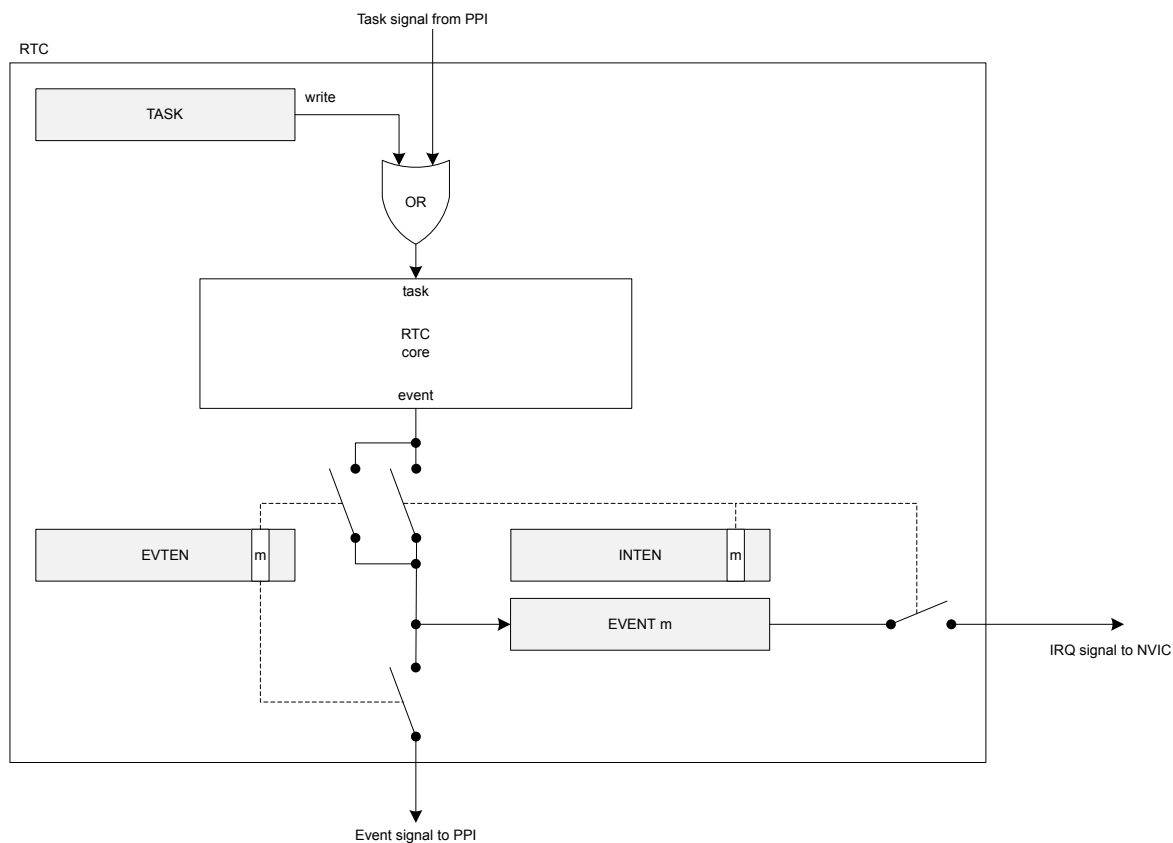 Task signal from PPI
RTC
write
TASK
OR
task
RTC
core
event
EVTEN
m
INTEN
m
EVENT m
IRQ signal to NVIC
Event signal to PPI